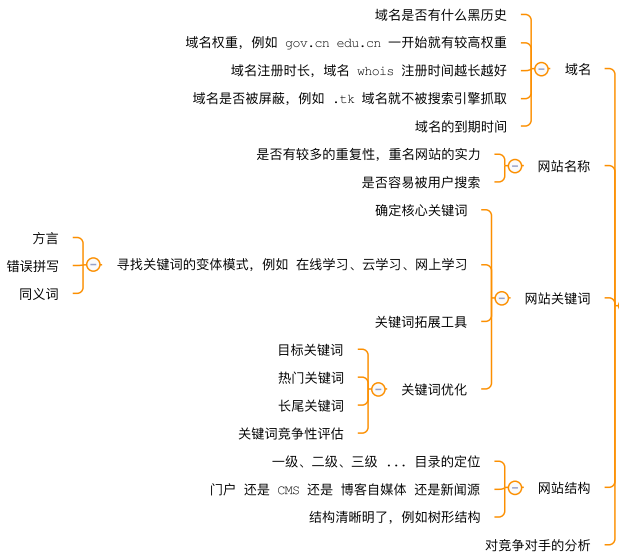 域名是否有什么黑历史
域名权重，例如 gov.cn edu.cn 一开始就有较高权重
域名注册时长，域名 whois 注册时间越长越好
域名
域名是否被屏蔽，例如 .tk 域名就不被搜索引擎抓取
域名的到期时间
是否有较多的重复性，重名网站的实力
网站名称
是否容易被用户搜索
确定核心关键词
方言
错误拼写
寻找关键词的变体模式，例如 在线学习、云学习、网上学习
同义词
网站关键词
关键词拓展工具
目标关键词
热门关键词
关键词优化
长尾关键词
关键词竞争性评估
一级、二级、三级 ... 目录的定位
门户 还是 CMS 还是 博客自媒体 还是新闻源
网站结构
结构清晰明了，例如树形结构
对竞争对手的分析